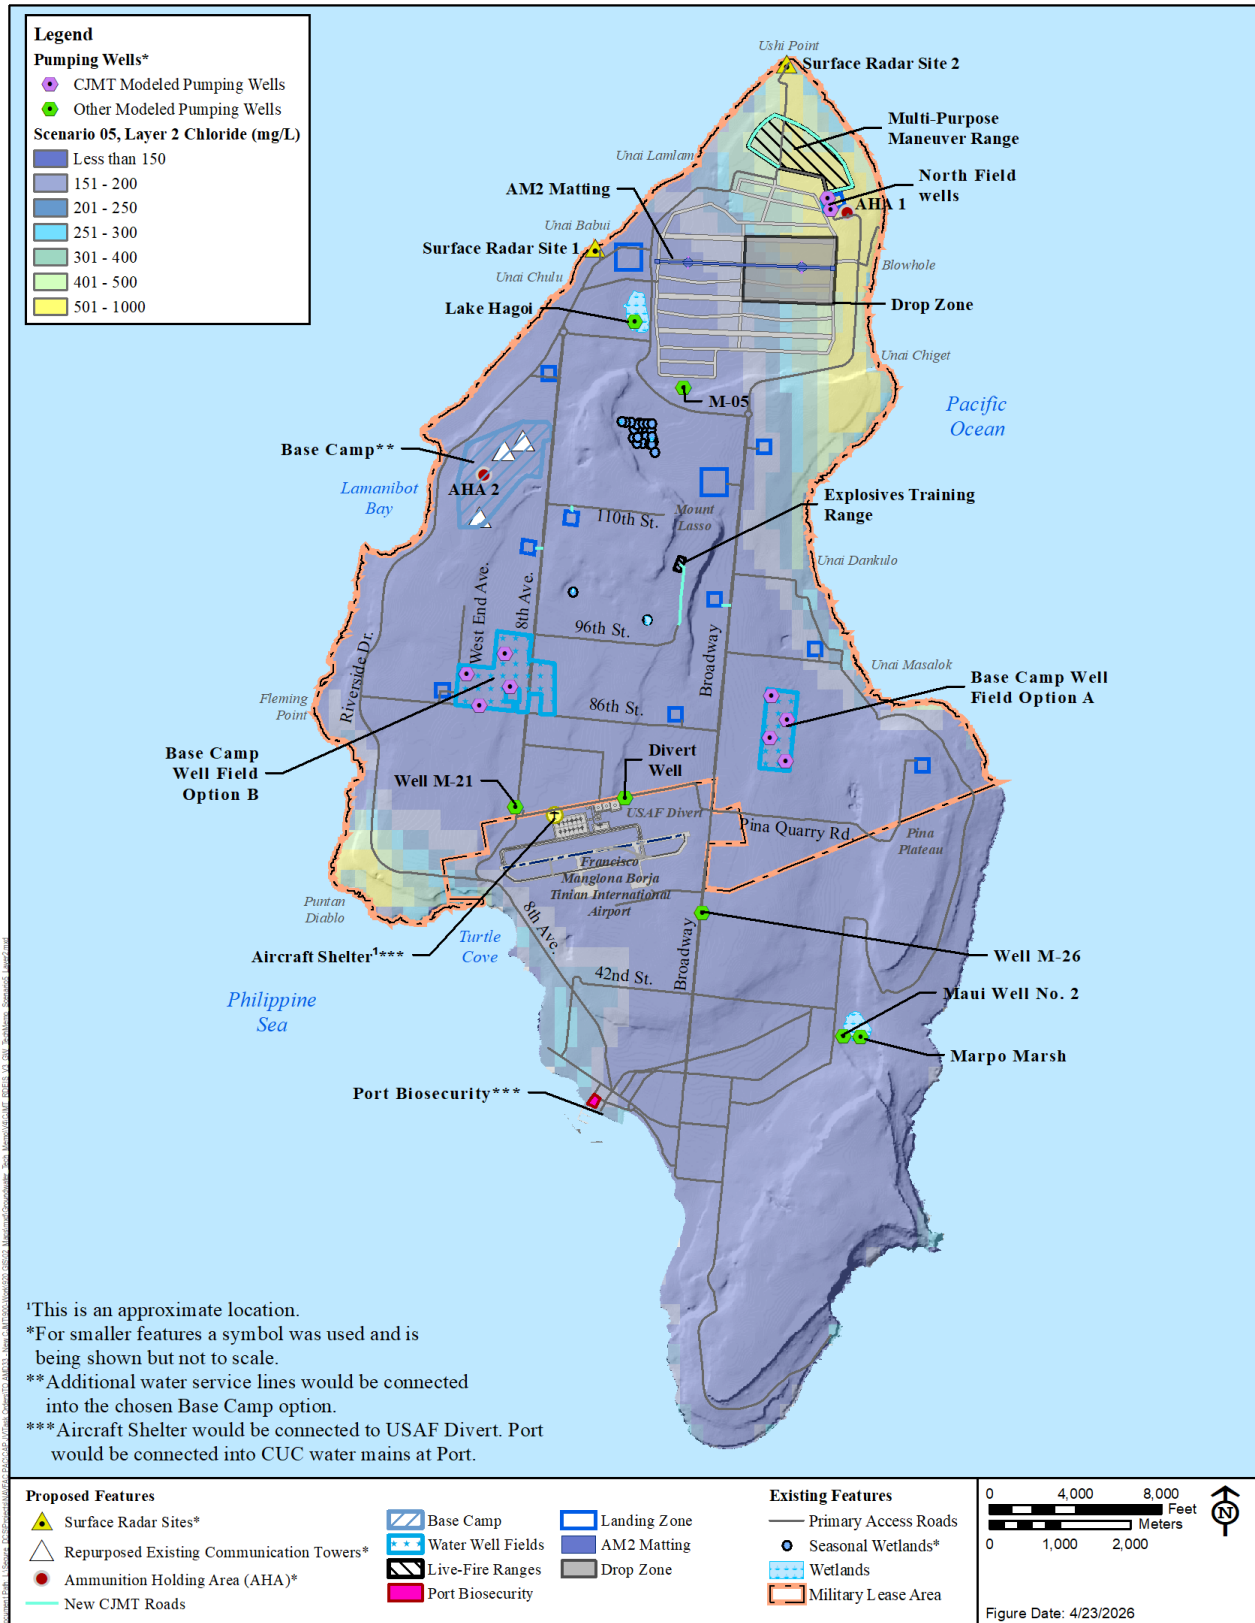 Legend
Pumping Wells*
CJMT Modeled Pumping Wells
Other Modeled Pumping Wells
Scenario 05, Layer 2 Chloride (mg/L)
Less than 150
151 - 200
201 - 250
251 - 300
301 - 400
401 - 500
501 - 1000
Ushi Point
Surface Radar Site 2
Multi-Purpose
Maneuver Range
Unai Lamlam
North Field
wells
AM2 Matting
AHA 1
Unai Babui
Surface Radar Site 1
Blowhole
Unai Chulu
Lake Hagoi
Drop Zone
Unai Chiget
M-05
Pacific
Ocean
Base Camp**
AHA 2
Lamanibot
Bay
Explosives Training
Range
110th St.
Mount
Lasso
Unai Dankulo
West End Ave.
8th Ave.
96th St.
Riverside Dr.
Broadway
Unai Masalok
Base Camp Well
Field Option A
Fleming
Point
86th St.
Base Camp
Well Field
Option B
Divert
Well
Well M-21
USAF Divert
Pina Quarry Rd.
Pina
Plateau
Francisco
Manglona Borja
Tinian International
Airport
Puntan
Diablo
8th Ave.
Turtle
Cove
Aircraft Shelter¹***
Broadway
Well M-26
42nd St.
Maui Well No. 2
Philippine
Sea
Marpo Marsh
Port Biosecurity***
¹This is an approximate location.
*For smaller features a symbol was used and is
being shown but not to scale.
**Additional water service lines would be connected
into the chosen Base Camp option.
***Aircraft Shelter would be connected to USAF Divert. Port
would be connected into CUC water mains at Port.
Proposed Features
Surface Radar Sites*
Repurposed Existing Communication Towers*
Ammunition Holding Area (AHA)*
New CJMT Roads
Base Camp
Water Well Fields
Live-Fire Ranges
Port Biosecurity
Landing Zone
AM2 Matting
Drop Zone
Existing Features
Primary Access Roads
Seasonal Wetlands*
Wetlands
Military Lease Area
0 4,000 8,000
Feet
Meters
0 1,000 2,000
N
Figure Date: 4/23/2026